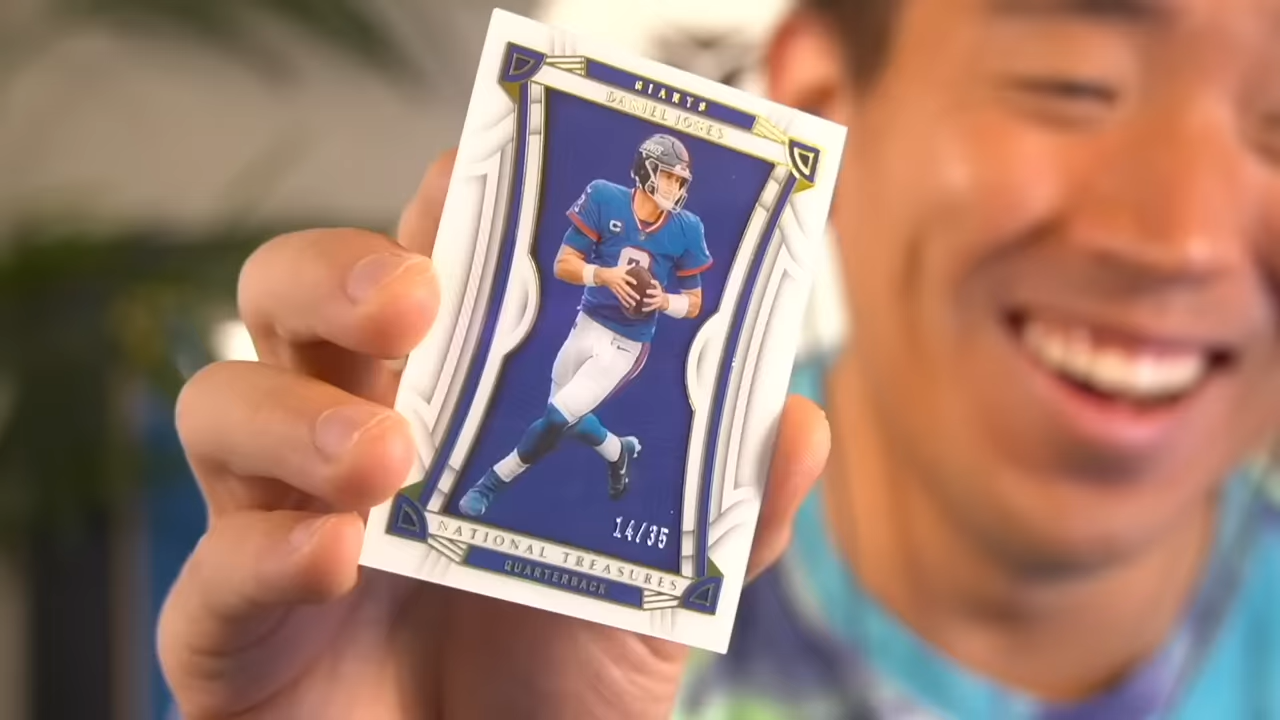 GIANTS
DANIEL JONES
14/35
NATIONAL TREASURES
QUARTERBACK